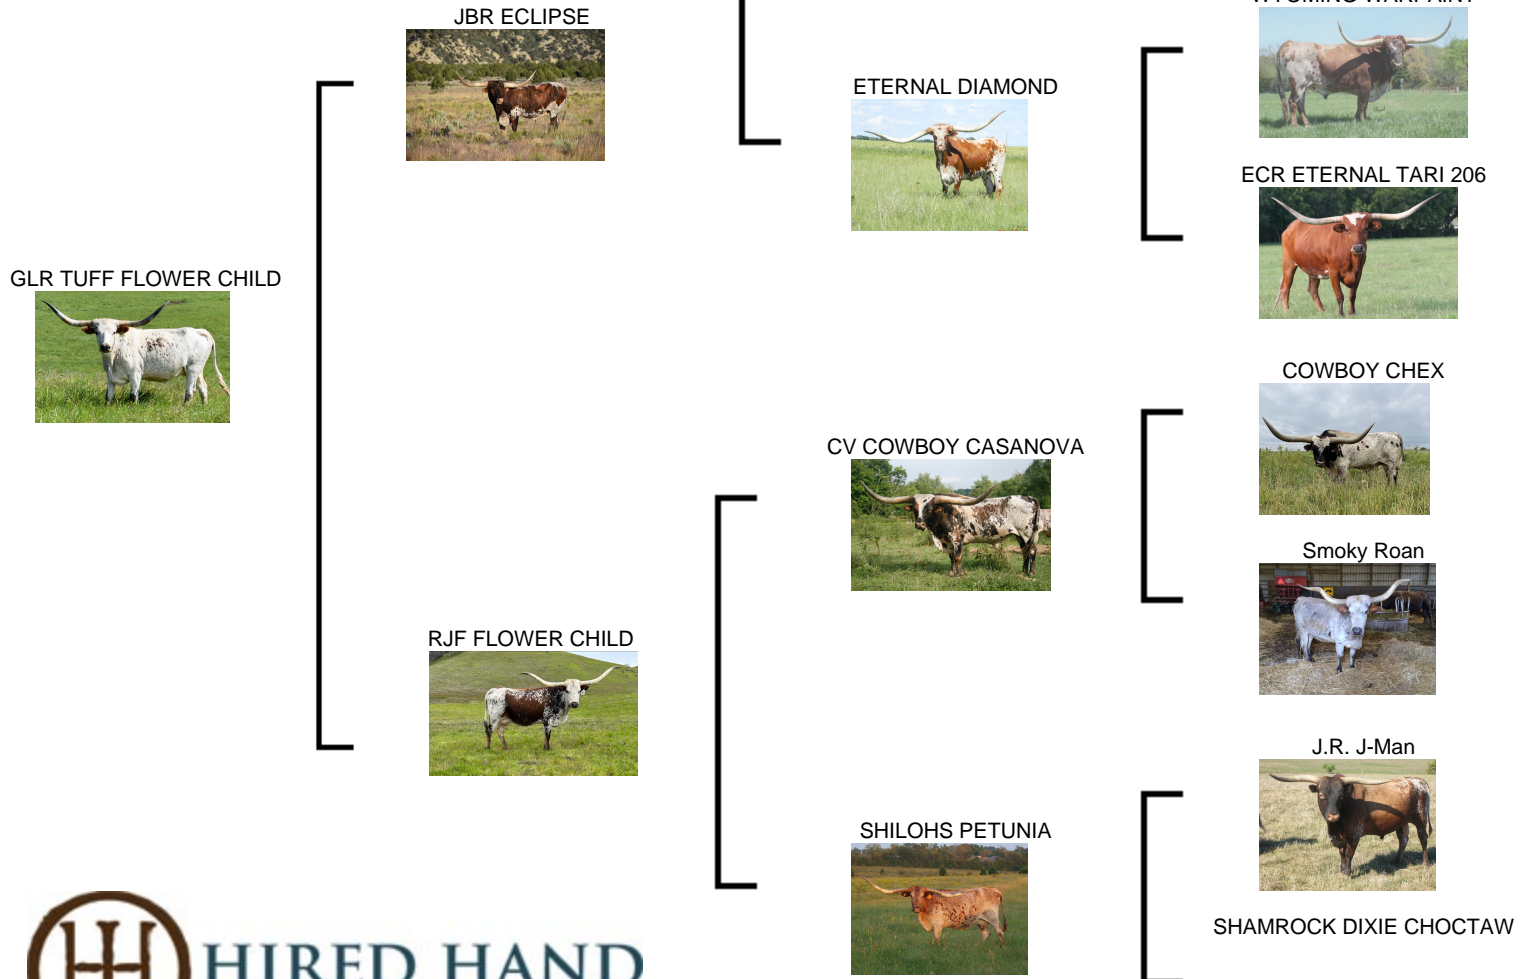 JBR ECLIPSE
ETERNAL DIAMOND
ECR ETERNAL TARI 206
GLR TUFF FLOWER CHILD
COWBOY CHEX
CV COWBOY CASANOVA
Smoky Roan
RJF FLOWER CHILD
J.R. J-Man
SHILOHS PETUNIA
SHAMROCK DIXIE CHOCTAW
HIRED HAND